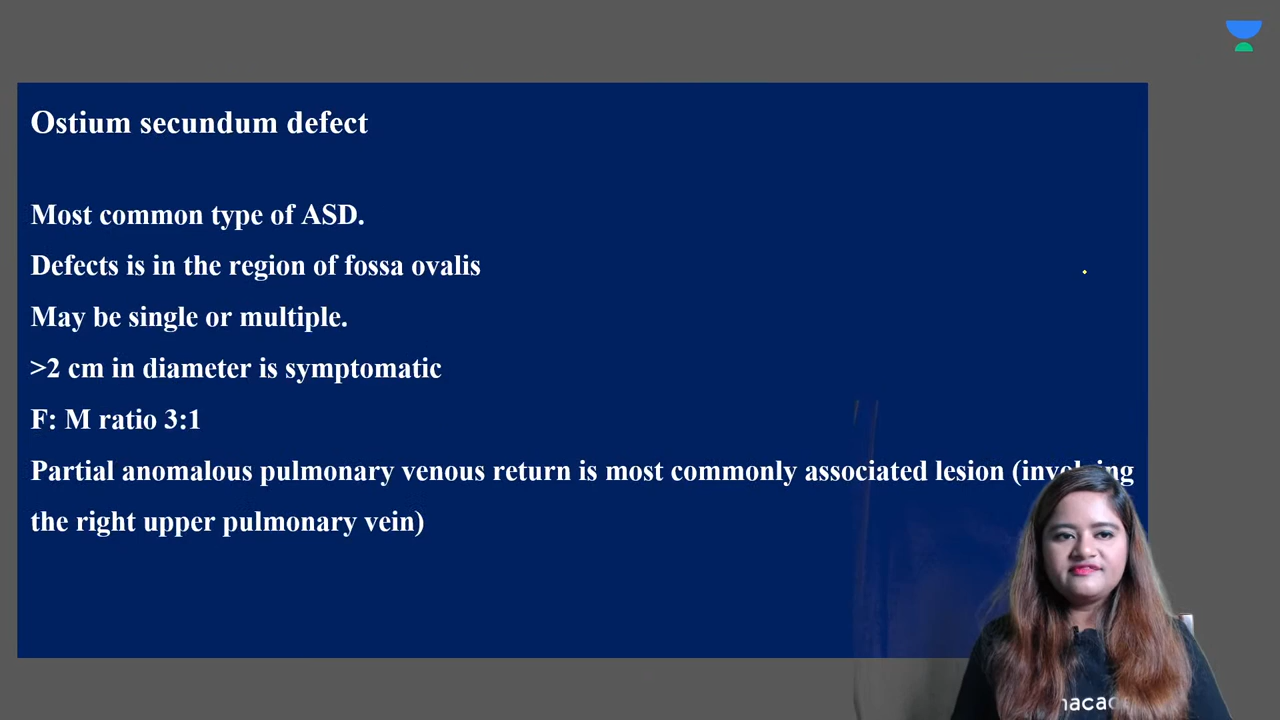 Ostium secundum defect
Most common type of ASD.
Defects is in the region of fossa ovalis
May be single or multiple.
>2 cm in diameter is symptomatic
F: M ratio 3:1
Partial anomalous pulmonary venous return is most commonly associated lesion (involving
the right upper pulmonary vein)